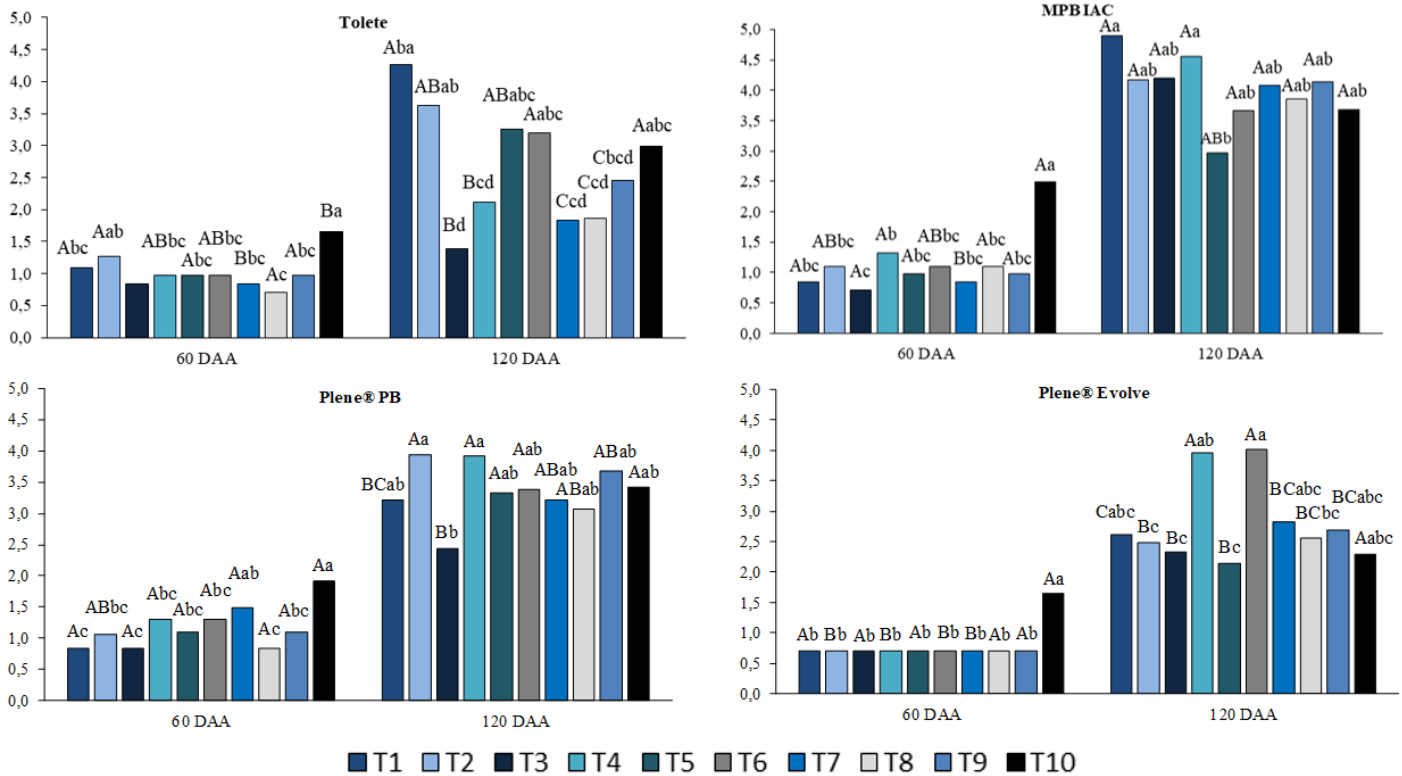 Tolete
5,0
4,5
4,0
3,5
3,0
2,5
2,0
1,5
1,0
0,5
0,0
Abc
Aab
ABbc
Abc
ABbc
Bbc
Ac
Abc
Ba
Aba
ABab
Bd
Bcd
ABabc
Aabc
Ccd
Ccd
Cbcd
Aabc
60 DAA
120 DAA
MPB IAC
5,0
4,5
4,0
3,5
3,0
2,5
2,0
1,5
1,0
0,5
0,0
Abc
ABbc
Ac
Ab
Abc
ABbc
Bbc
Abc
Abc
Aa
Aa
Aab
Aab
Aa
ABb
Aab
Aab
Aab
Aab
Aab
60 DAA
120 DAA
Plene® PB
5,0
4,5
4,0
3,5
3,0
2,5
2,0
1,5
1,0
0,5
0,0
Ac
ABbc
Ac
Abc
Abc
Abc
Aab
Ac
Abc
Aa
BCab
Aa
Bb
Aa
Aab
Aab
ABab
ABab
ABab
Aab
60 DAA
120 DAA
Plene® Evolve
5,0
4,5
4,0
3,5
3,0
2,5
2,0
1,5
1,0
0,5
0,0
Ab
Bb
Ab
Bb
Ab
Bb
Bb
Ab
Ab
Aa
Cabc
Bc
Bc
Aab
Bc
Aa
BCabc
BCbc
BCabc
Aabc
60 DAA
120 DAA
T1 T2 T3 T4 T5 T6 T7 T8 T9 T10